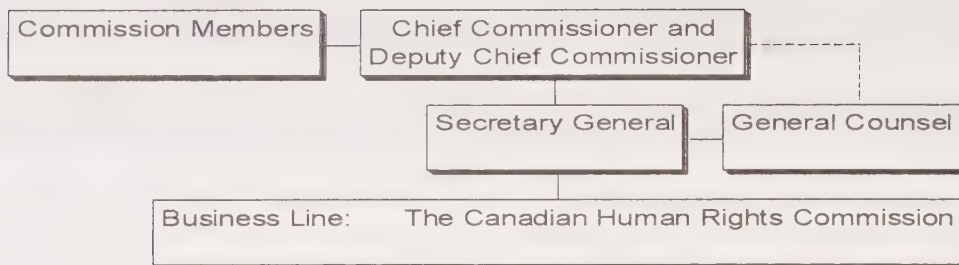 Commission Members
Chief Commissioner and
Deputy Chief Commissioner
Secretary General
General Counsel
Business Line: The Canadian Human Rights Commission